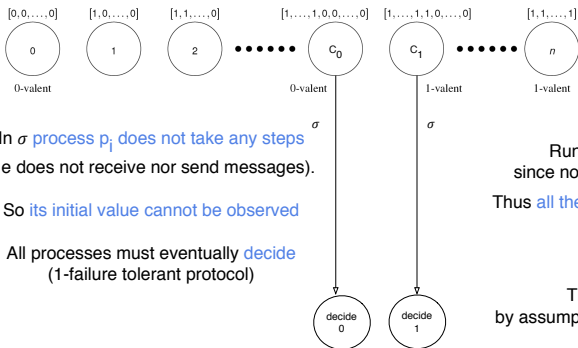 [0,0,...,0] [1,0,...,0] [1,1,...,0] [1,...,1,0,0,...,0] [1,...,1,1,0,...,0] [1,1,...,1]
0 1 2 C0 C1 n
0-valent 0-valent 1-valent 1-valent
σ σ
In σ process pi does not take any steps
e does not receive nor send messages).
Run
since no
So its initial value cannot be observed
Thus all the
All processes must eventually decide
(1-failure tolerant protocol)
T
by assump
decide decide
0 1